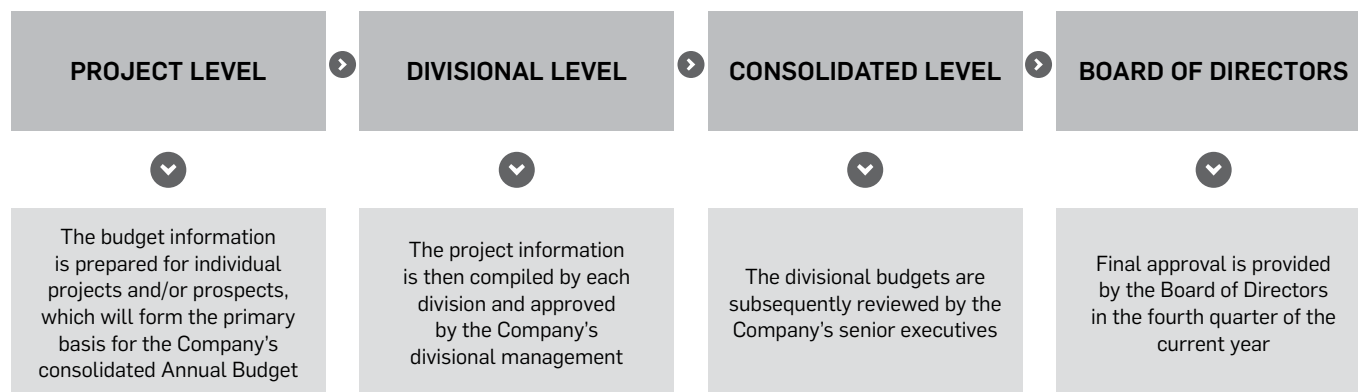 PROJECT LEVEL
DIVISIONAL LEVEL
CONSOLIDATED LEVEL
BOARD OF DIRECTORS
The budget information
is prepared for individual
projects and/or prospects,
which will form the primary
basis for the Company's
consolidated Annual Budget
The project information
is then compiled by each
division and approved
by the Company's
divisional management
The divisional budgets are
subsequently reviewed by the
Company's senior executives
Final approval is provided
by the Board of Directors
in the fourth quarter of the
current year